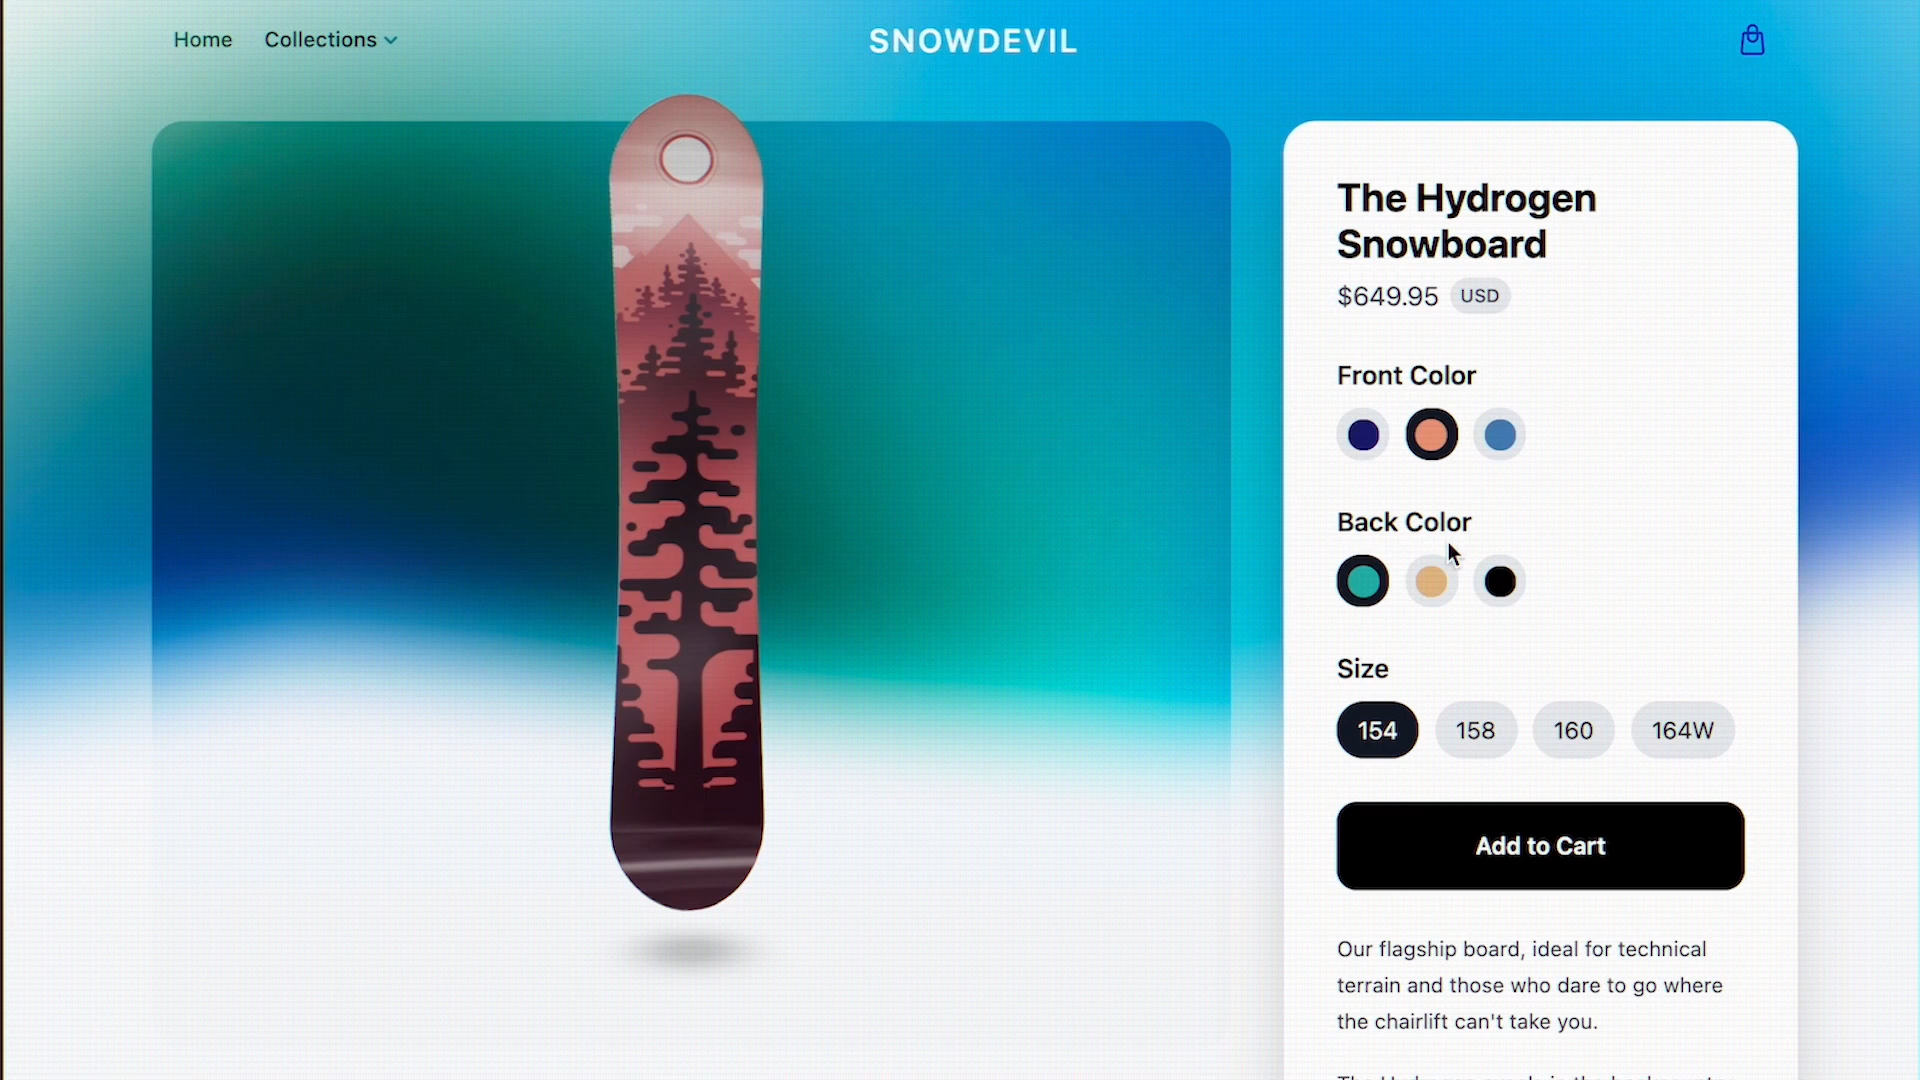 Home
Collections
SNOWDEVIL
The Hydrogen
Snowboard
$649.95 USD
Front Color
Back Color
Size
154 158 160 164W
Add to Cart
Our flagship board, ideal for technical
terrain and those who dare to go where
the chairlift can't take you.